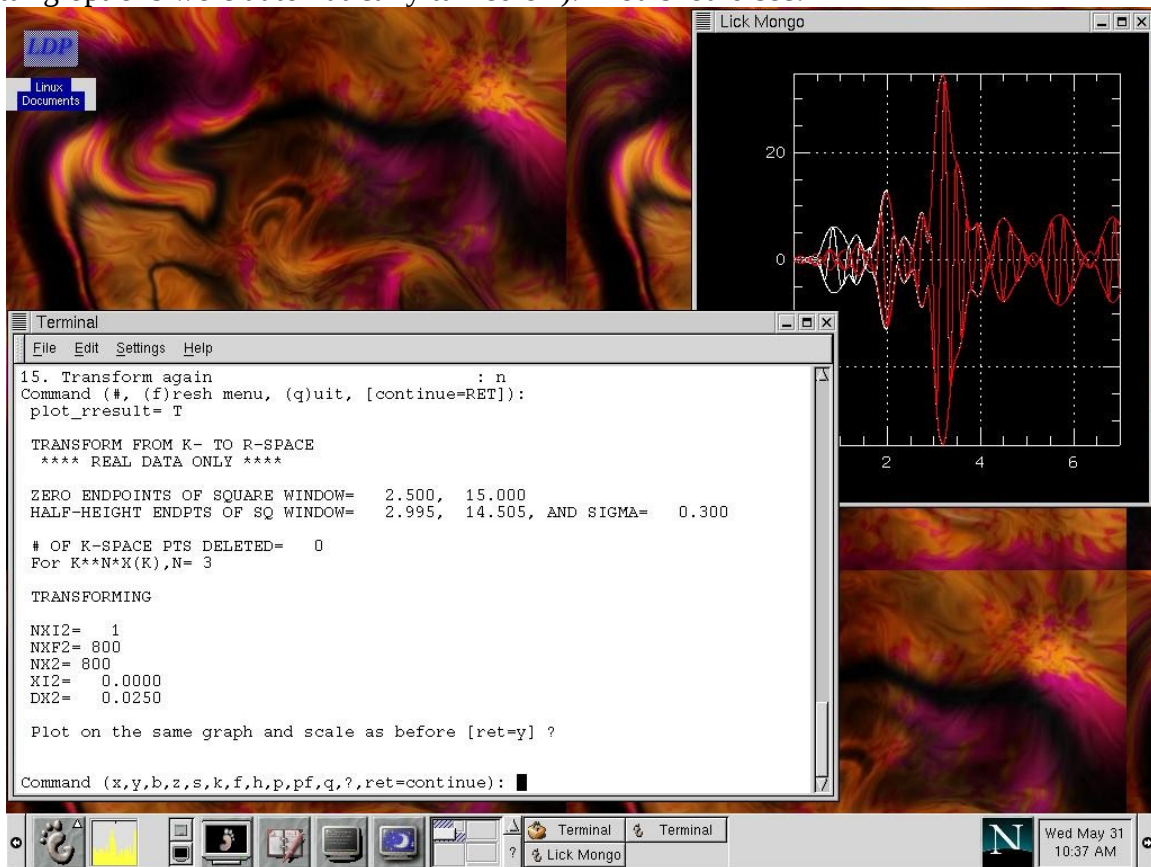 LDP
Linux
Documents
Lick Mongo
20
0
2 4 6
Terminal
File Edit Settings Help
15. Transform again : n
Command (#, (f)resh menu, (q)uit, [continue=RET]):
plot_rresult= T
TRANSFORM FROM K- TO R-SPACE
**** REAL DATA ONLY ****
ZERO ENDPOINTS OF SQUARE WINDOW= 2.500, 15.000
HALF-HEIGHT ENDPTS OF SQ WINDOW= 2.995, 14.505, AND SIGMA= 0.300
# OF K-SPACE PTS DELETED= 0
For K**N*X(K),N= 3
TRANSFORMING
NXI2= 1
NXF2= 800
NX2= 800
XI2= 0.0000
DX2= 0.0250
Plot on the same graph and scale as before [ret=y] ?
Command (x,y,b,z,s,k,f,h,p,pf,q,?,ret=continue):
Terminal Terminal
? Lick Mongo
N
Wed May 31
10:37 AM